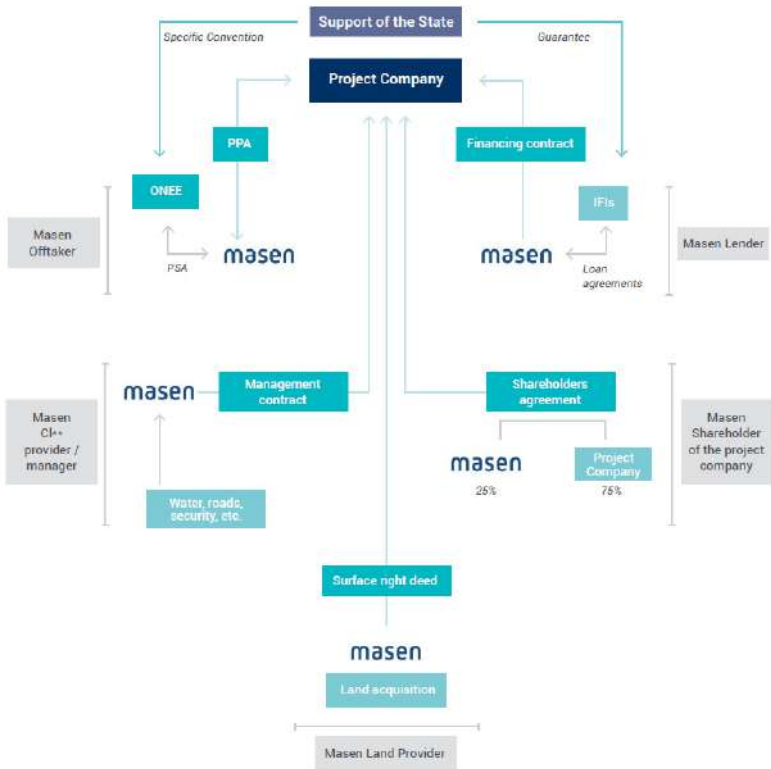 Support of the State
Specific Convention
Guarantee
Project Company
PPA
Financing contract
ONEE
IFIs
Masen
Offtaker
masen
PSA
masen
Loan
agreements
Masen Lender
Masen
CI**
provider /
manager
masen
Management
contract
Water, roads,
security, etc.
Shareholders
agreement
masen
25%
Project
Company
75%
Masen
Shareholder
of the project
company
Surface right deed
masen
Land acquisition
Masen Land Provider